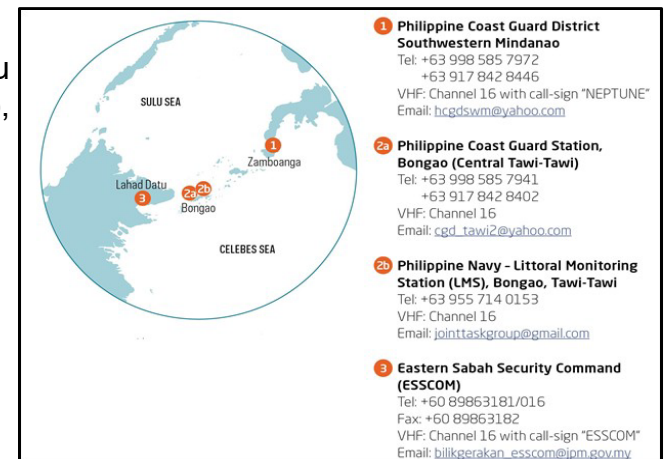 u
,
SULU SEA
1
Zamboanga
Lahad Datu
3
2a
2b
Bongao
CELEBES SEA
1 Philippine Coast Guard District
Southwestern Mindanao
Tel: +63 998 585 7972
+63 917 842 8446
VHF: Channel 16 with call-sign "NEPTUNE"
Email: hcgdswm@yahoo.com
2a Philippine Coast Guard Station,
Bongao (Central Tawi-Tawi)
Tel: +63 998 585 7941
+63 917 842 8402
VHF: Channel 16
Email: cgd_tawi2@yahoo.com
2b Philippine Navy – Littoral Monitoring
Station (LMS), Bongao, Tawi-Tawi
Tel: +63 955 714 0153
VHF: Channel 16
Email: jointtaskgroup@gmail.com
3 Eastern Sabah Security Command
(ESSCOM)
Tel: +60 89863181/016
Fax: +60 89863182
VHF: Channel 16 with call-sign "ESSCOM"
Email: bilikgerakan_esscom@jpm.gov.my